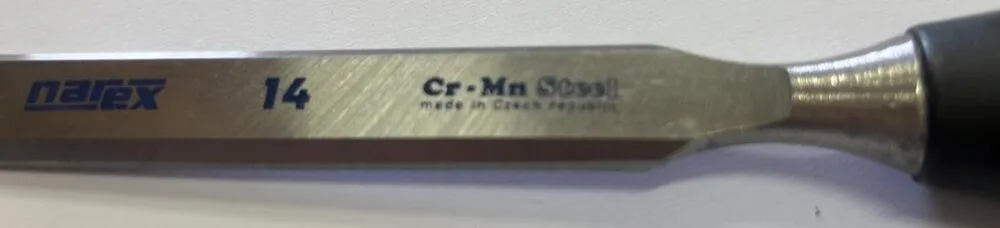 narex 14 Cr-Mn Steel
made in Czech republic